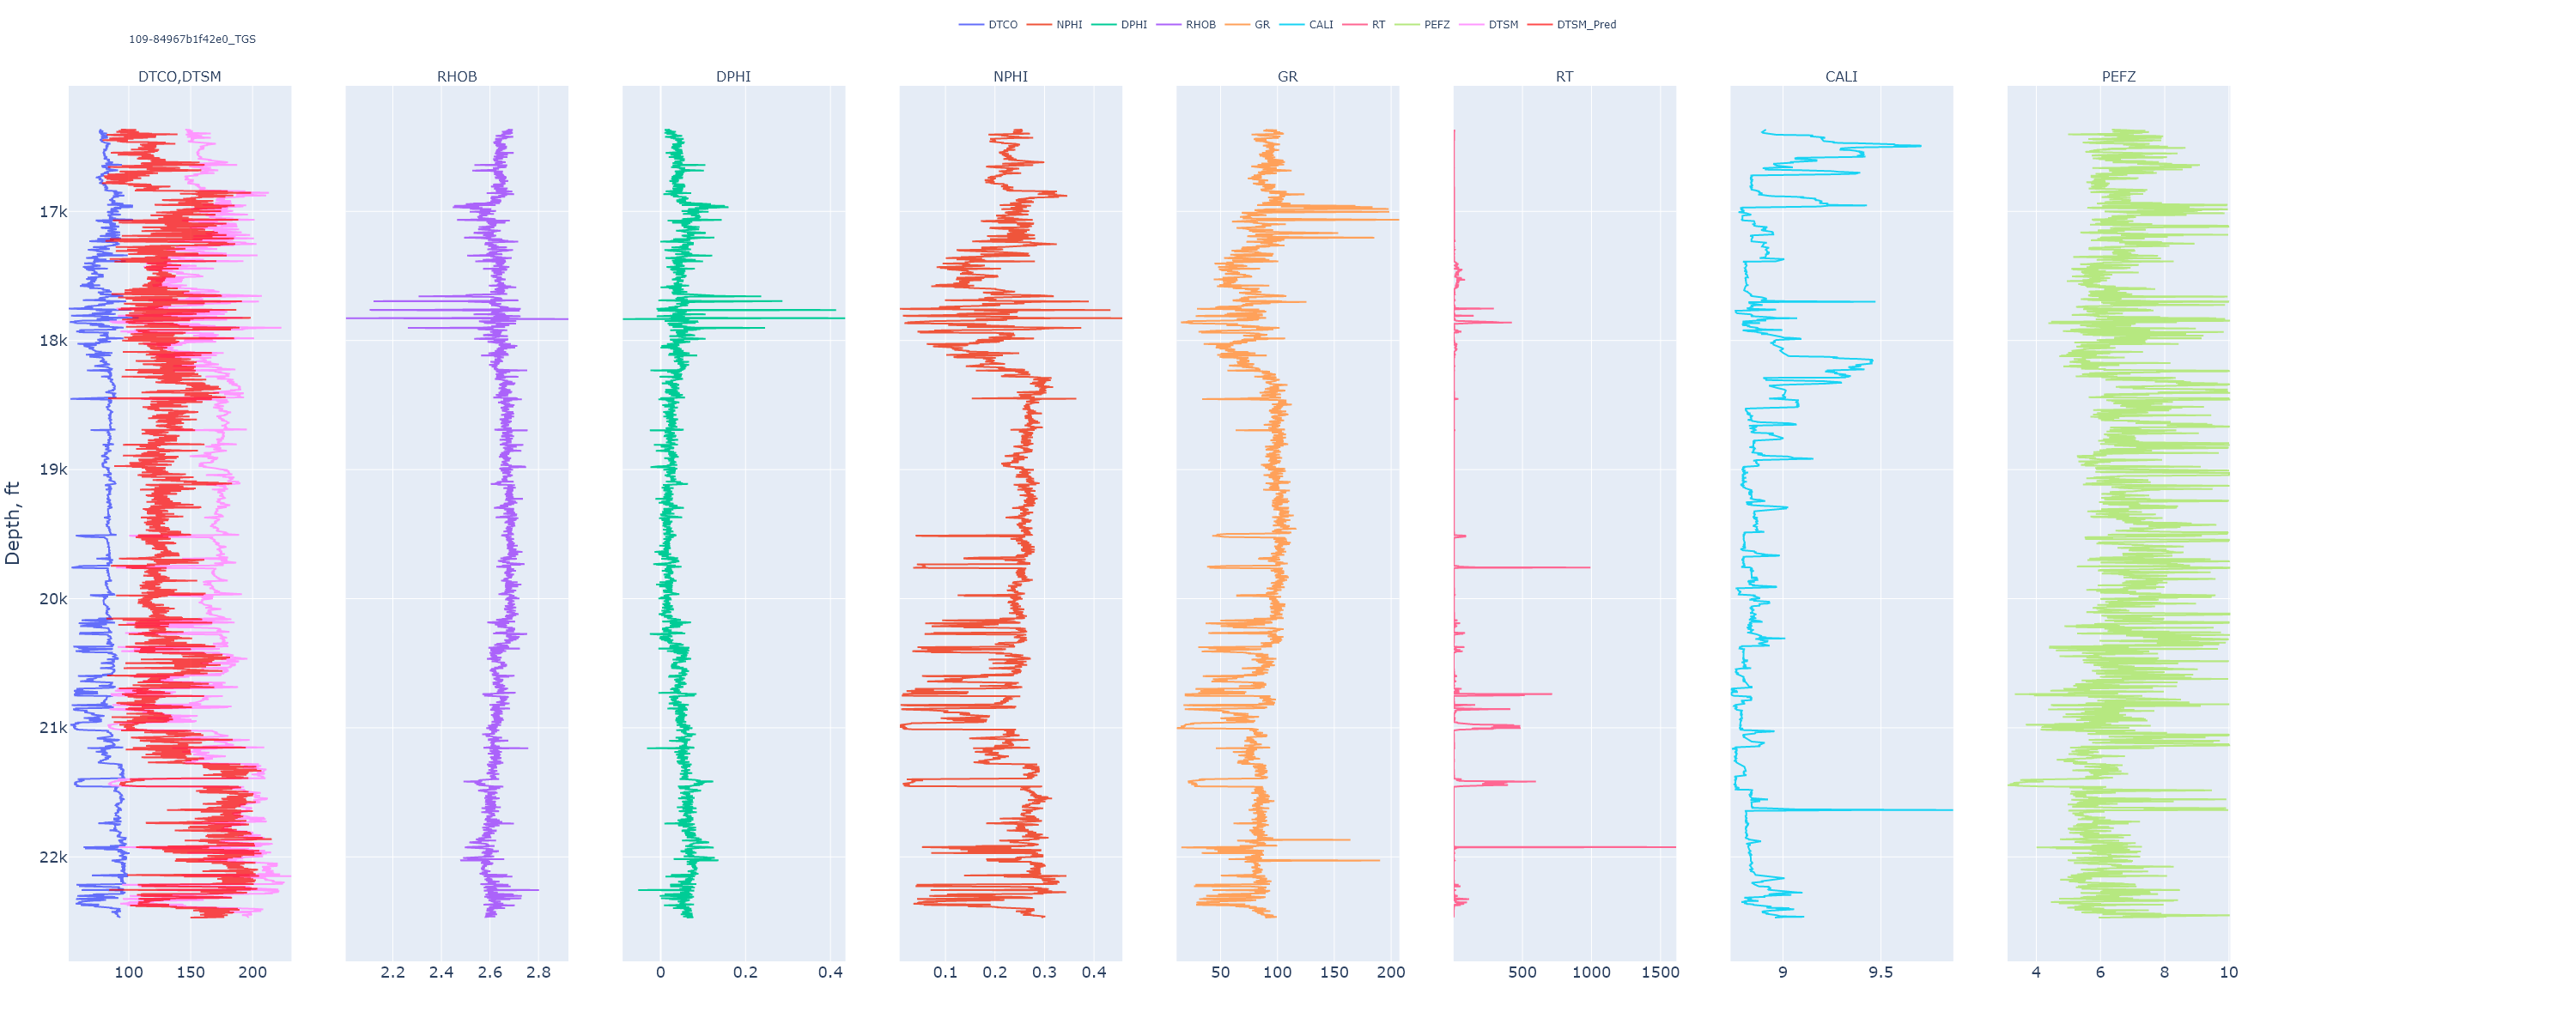 DTCO NPHI DPHI RHOB GR CALI RT PEFZ DTSM DTSM_Pred
109-84967b1f42e0_TGS
DTCO,DTSM RHOB DPHI NPHI GR RT CALI PEFZ
17k
18k
19k
Depth, ft
20k
21k
22k
100 150 200 2.2 2.4 2.6 2.8 0 0.2 0.4 0.1 0.2 0.3 0.4 50 100 150 200 500 1000 1500 9 9.5 4 6 8 10